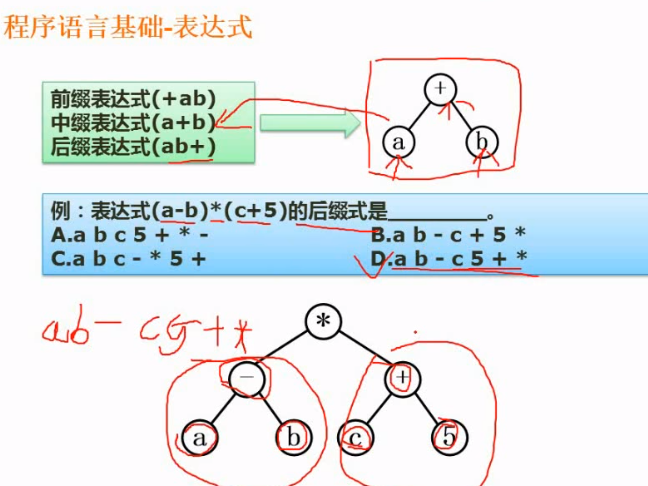 程序语言基础-表达式
前缀表达式(+ab)
中缀表达式(a+b)
后缀表达式(ab+)
+
a b
例：表达式(a-b)*(c+5)的后缀式是________。
A.a b c 5 + * -
B.a b - c + 5 *
C.a b c - * 5 +
D.a b - c 5 + *
ab- c5+*
*
- +
a b c 5